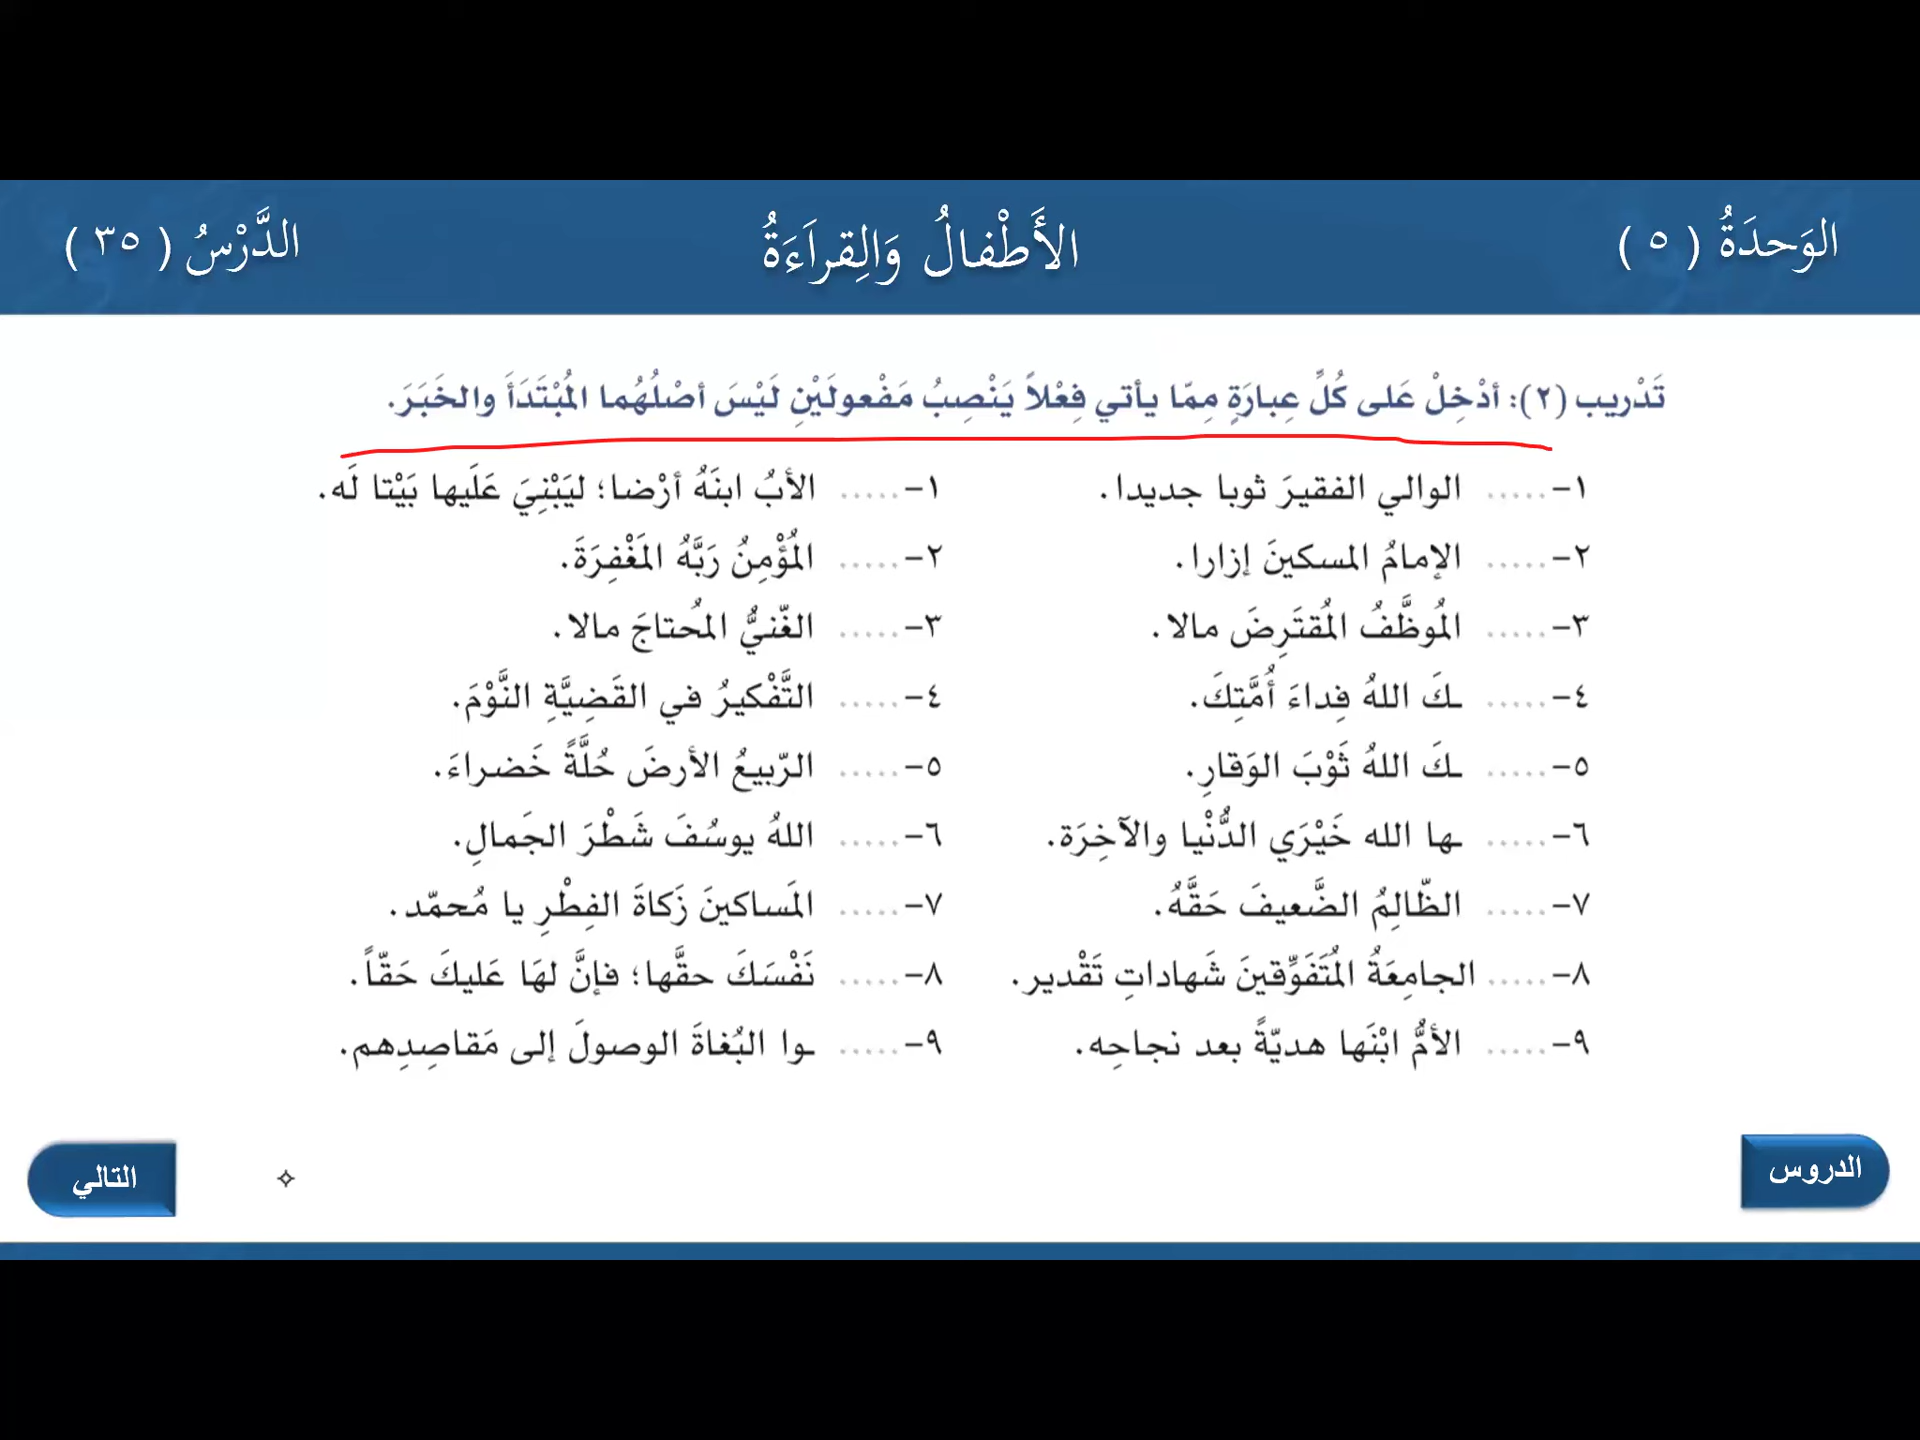 الوَحدَةُ ( ٥ )
الأَطْفالُ وَالِقراَءَةُ
الدَّرْسُ ( ٣٥ )
تَدْريب (٢): أدْخِلْ عَلى كُلِّ عِبارَةٍ مِمّا يأتي فِعْلاً يَنْصِبُ مَفْعولَيْنِ لَيْسَ أصْلُهُما المُبْتَدَأَ والخَبَرَ.
١- ..... الوالي الفقيرَ ثوبا جديدا.
٢- ..... الإمامُ المسكينَ إزارا.
٣- ..... المُوظَّفُ المُقتَرِضَ مالا.
٤- ..... ـكَ اللهُ فِداءَ أُمَّتِكَ.
٥- ..... ـكَ اللهُ ثَوْبَ الوَقارِ.
٦- ..... ـها الله خَيْرَي الدُّنْيا والآخِرَة.
٧- ..... الظّالِمُ الضَّعيفَ حَقَّهُ.
٨- ..... الجامِعَةُ المُتَفَوِّقينَ شَهاداتِ تَقْدير.
٩- ..... الأمُّ ابْنَها هديّةً بعد نجاحِه.
١- ..... الأبُ ابنَهُ أرْضا؛ ليَبْنِيَ عَلَيها بَيْتا لَه.
٢- ..... المُؤْمِنُ رَبَّهُ المَغْفِرَةَ.
٣- ..... الغّنيُّ المُحتاجَ مالا.
٤- ..... التَّفْكيرُ في القَضِيَّةِ النَّوْمَ.
٥- ..... الرّبيعُ الأرضَ حُلَّةً خَضراءَ.
٦- ..... اللهُ يوسُفَ شَطْرَ الجَمالِ.
٧- ..... المَساكينَ زَكاةَ الفِطْرِ يا مُحمّد.
٨- ..... نَفْسَكَ حقَّها؛ فإنَّ لهَا عَليكَ حَقّاً.
٩- ..... ـوا البُغاةَ الوصولَ إلى مَقاصِدِهم.
الدروس
التالي